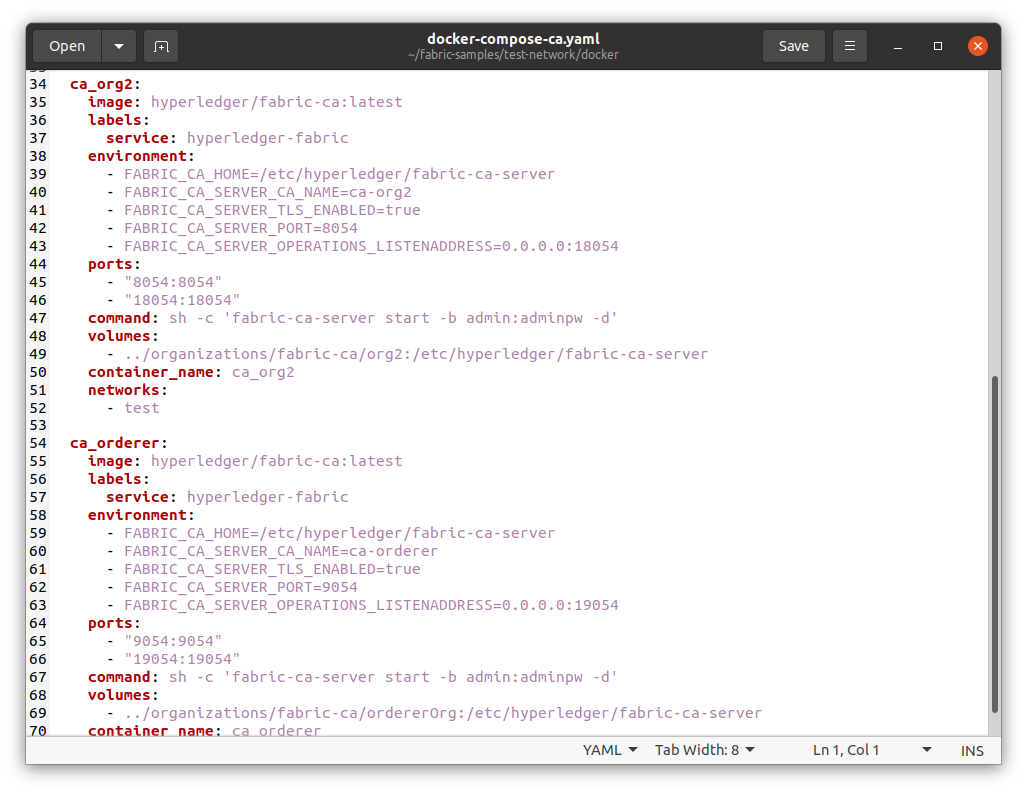 Open
docker-compose-ca.yaml
~/fabric-samples/test-network/docker
Save
34 ca_org2:
35 image: hyperledger/fabric-ca:latest
36 labels:
37 service: hyperledger-fabric
38 environment:
39 - FABRIC_CA_HOME=/etc/hyperledger/fabric-ca-server
40 - FABRIC_CA_SERVER_CA_NAME=ca-org2
41 - FABRIC_CA_SERVER_TLS_ENABLED=true
42 - FABRIC_CA_SERVER_PORT=8054
43 - FABRIC_CA_SERVER_OPERATIONS_LISTENADDRESS=0.0.0.0:18054
44 ports:
45 - "8054:8054"
46 - "18054:18054"
47 command: sh -c 'fabric-ca-server start -b admin:adminpw -d'
48 volumes:
49 - ../organizations/fabric-ca/org2:/etc/hyperledger/fabric-ca-server
50 container_name: ca_org2
51 networks:
52 - test
53
54 ca_orderer:
55 image: hyperledger/fabric-ca:latest
56 labels:
57 service: hyperledger-fabric
58 environment:
59 - FABRIC_CA_HOME=/etc/hyperledger/fabric-ca-server
60 - FABRIC_CA_SERVER_CA_NAME=ca-orderer
61 - FABRIC_CA_SERVER_TLS_ENABLED=true
62 - FABRIC_CA_SERVER_PORT=9054
63 - FABRIC_CA_SERVER_OPERATIONS_LISTENADDRESS=0.0.0.0:19054
64 ports:
65 - "9054:9054"
66 - "19054:19054"
67 command: sh -c 'fabric-ca-server start -b admin:adminpw -d'
68 volumes:
69 - ../organizations/fabric-ca/ordererOrg:/etc/hyperledger/fabric-ca-server
70 container_name: ca_orderer
YAML Tab Width: 8 Ln 1, Col 1 INS